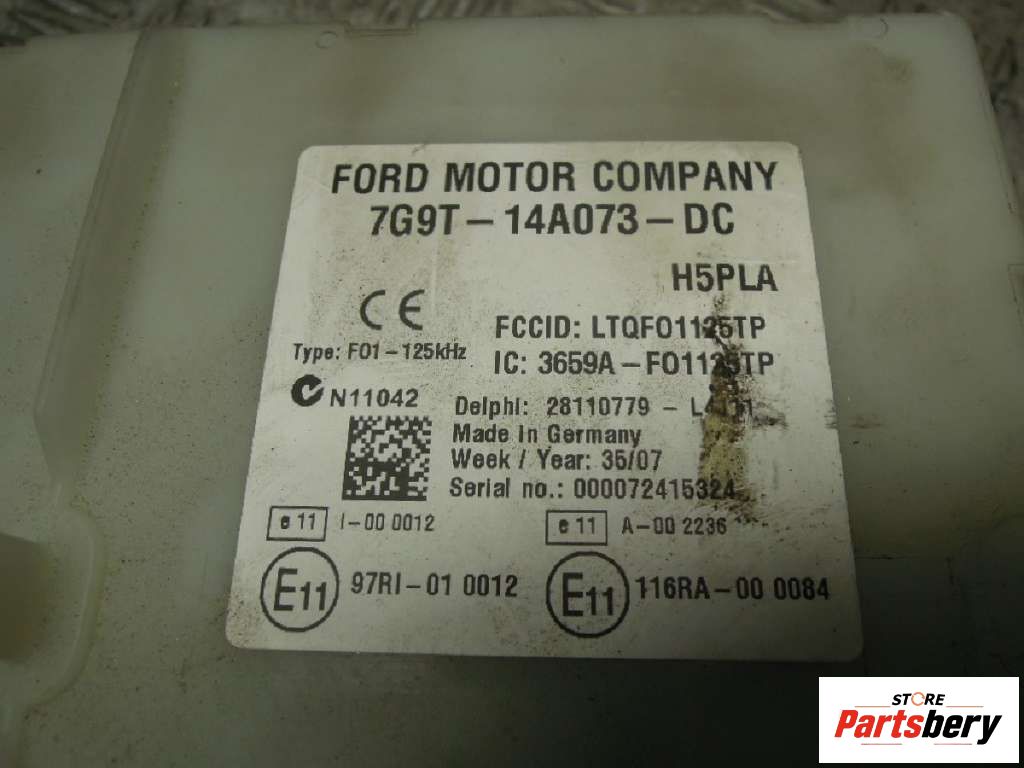 FORD MOTOR COMPANY
7G9T-14A073-DC
H5PLA
CE
FCCID: LTQFO1125TP
Type: FO1-125kHz
IC: 3659A-FO1125TP
N11042
Delphi: 28110779 -
Made In Germany
Week / Year: 35/07
Serial no.: 000072415324
e 11 I-00 0012
e 11 A-00 2236
E11 97RI-01 0012
E11 116RA-00 0084
STORE
Partsbery